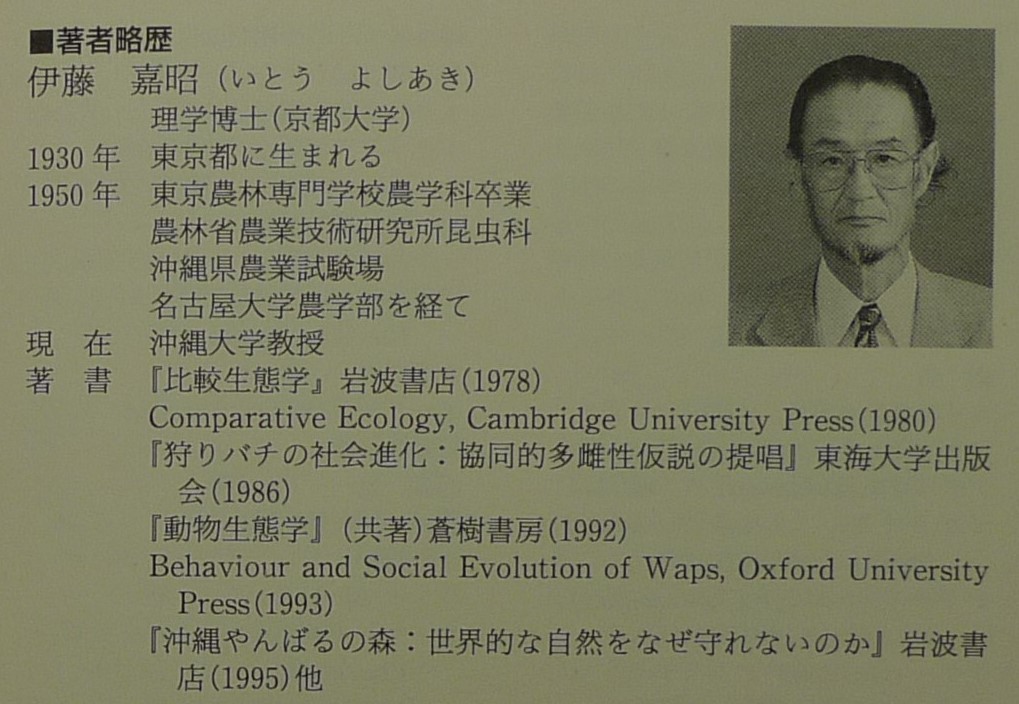 ■著者略歴
伊藤　嘉昭（いとう　よしあき）
理学博士(京都大学)
1930年　東京都に生まれる
1950年　東京農林専門学校農学科卒業
農林省農業技術研究所昆虫科
沖縄県農業試験場
名古屋大学農学部を経て
現　在　沖縄大学教授
著　書　『比較生態学』岩波書店(1978)
Comparative Ecology, Cambridge University Press(1980)
『狩りバチの社会進化：協同的多雌性仮説の提唱』東海大学出版
会(1986)
『動物生態学』(共著)蒼樹書房(1992)
Behaviour and Social Evolution of Waps, Oxford University
Press(1993)
『沖縄やんばるの森：世界的な自然をなぜ守れないのか』岩波書
店(1995)他